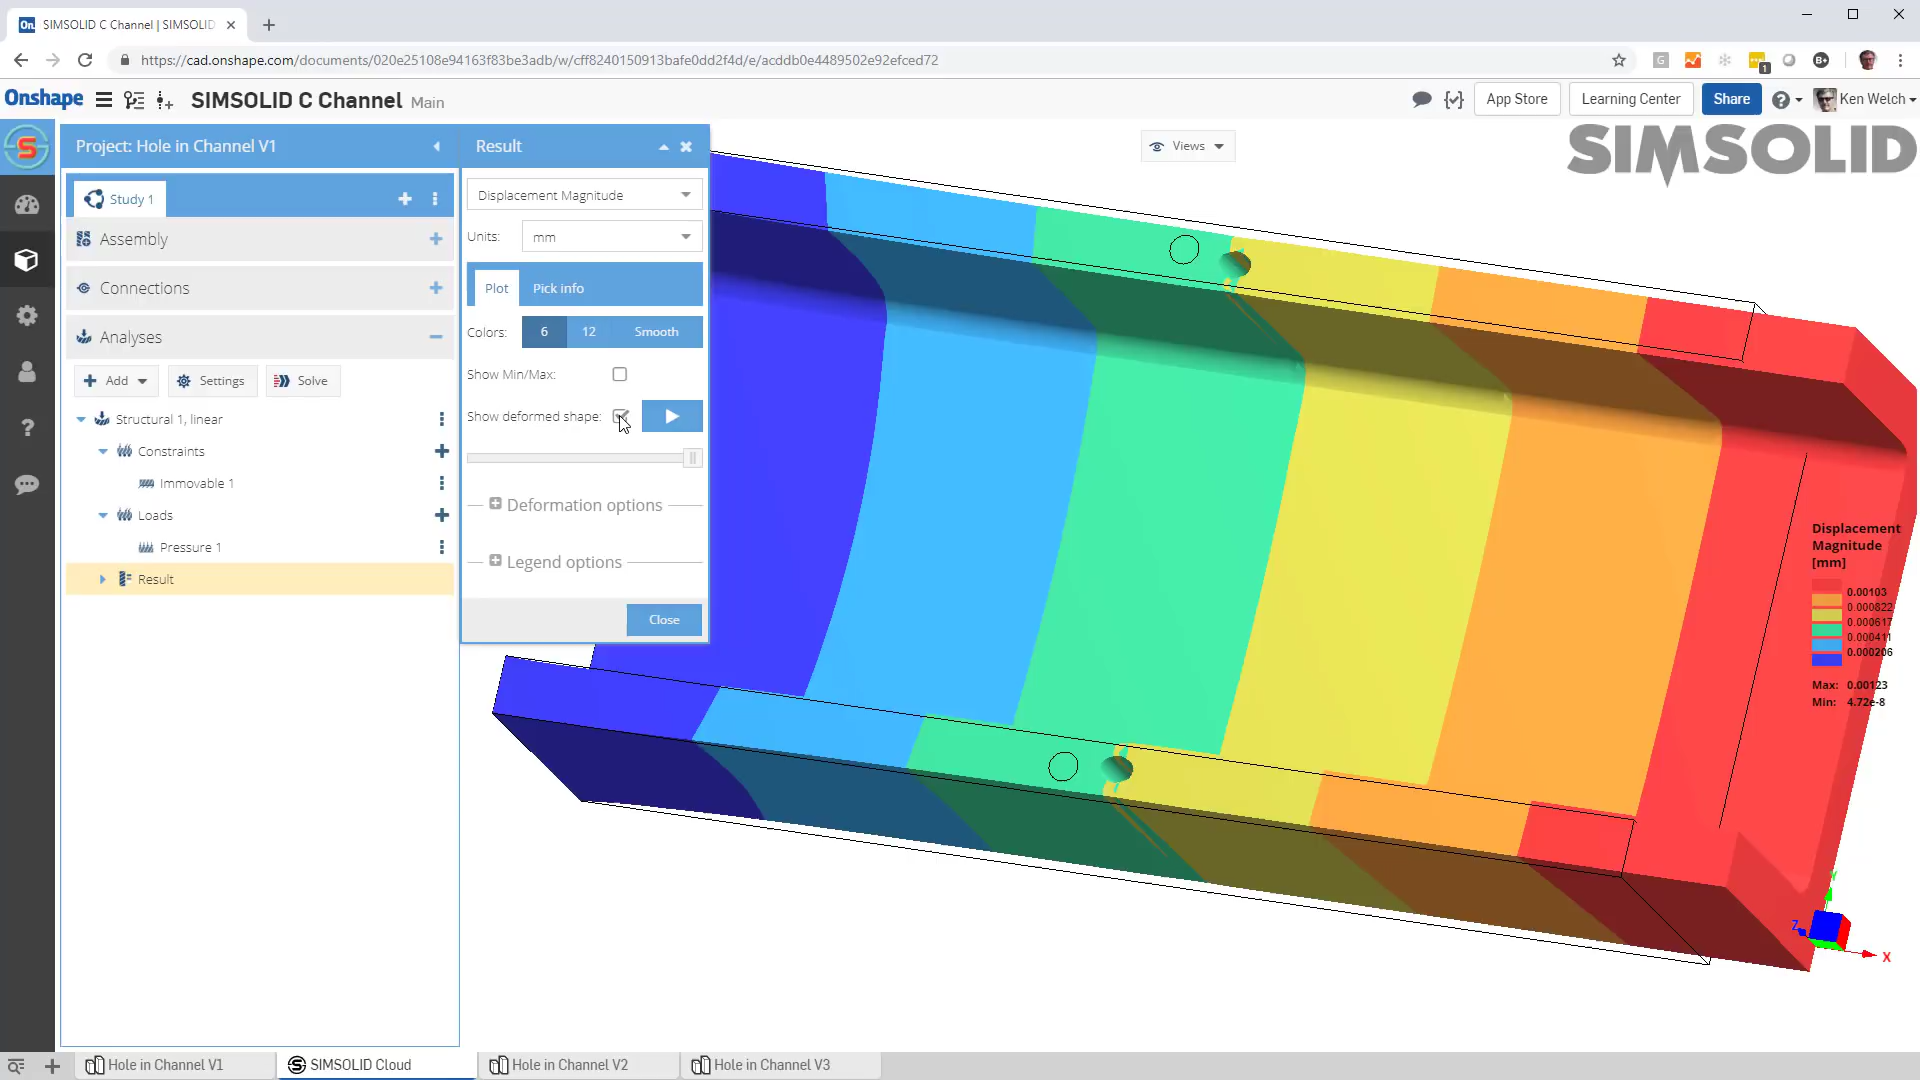 On. SIMSOLID C Channel | SIMSOLID
https://cad.onshape.com/documents/020e25108e94163f83be3adb/w/cff8240150913bafe0dd2f4d/e/acddb0e4489502e92efced72
G
1
B+
Onshape
SIMSOLID C Channel Main
App Store
Learning Center
Share
?
Ken Welch
S
Project: Hole in Channel V1
Result
Views
SIMSOLID
Study 1
Displacement Magnitude
Assembly
Units: mm
Connections
Plot Pick info
Analyses
Colors: 6 12 Smooth
Add Settings Solve
Show Min/Max:
Structural 1, linear
Show deformed shape:
Constraints
Immovable 1
Loads
Deformation options
Pressure 1
Legend options
Result
Close
Displacement
Magnitude
[mm]
0.00103
0.000822
0.000617
0.000411
0.000206
Max: 0.00123
Min: 4.72e-8
Y
Z
X
Hole in Channel V1
SIMSOLID Cloud
Hole in Channel V2
Hole in Channel V3